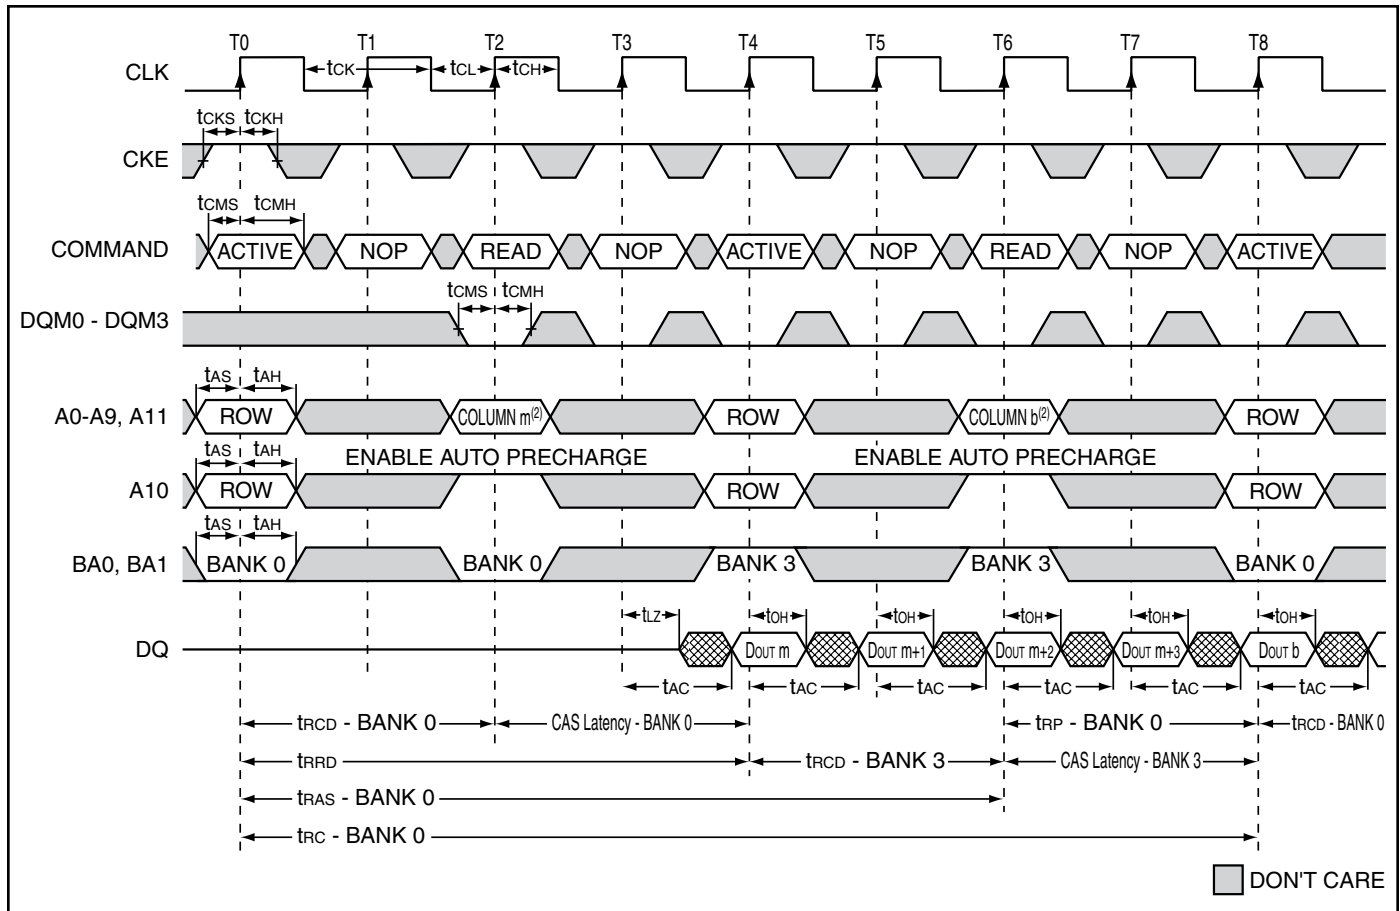 T0 T1 T2 T3 T4 T5 T6 T7 T8
CLK tCK tCL tCH
tCKS tCKH
CKE
tCMS tCMH
COMMAND ACTIVE NOP READ NOP ACTIVE NOP READ NOP ACTIVE
tCMS tCMH
DQM0 - DQM3
tAS tAH
A0-A9, A11 ROW COLUMN m(2) ROW COLUMN b(2) ROW
tAS tAH ENABLE AUTO PRECHARGE ENABLE AUTO PRECHARGE
A10 ROW ROW ROW
tAS tAH
BA0, BA1 BANK 0 BANK 0 BANK 3 BANK 3 BANK 0
tLZ tOH tOH tOH tOH tOH
DQ DOUT m DOUT m+1 DOUT m+2 DOUT m+3 DOUT b
tAC tAC tAC tAC tAC tAC
tRCD - BANK 0 CAS Latency - BANK 0 tRP - BANK 0 tRCD - BANK 0
tRRD tRCD - BANK 3 CAS Latency - BANK 3
tRAS - BANK 0
tRC - BANK 0
DON'T CARE